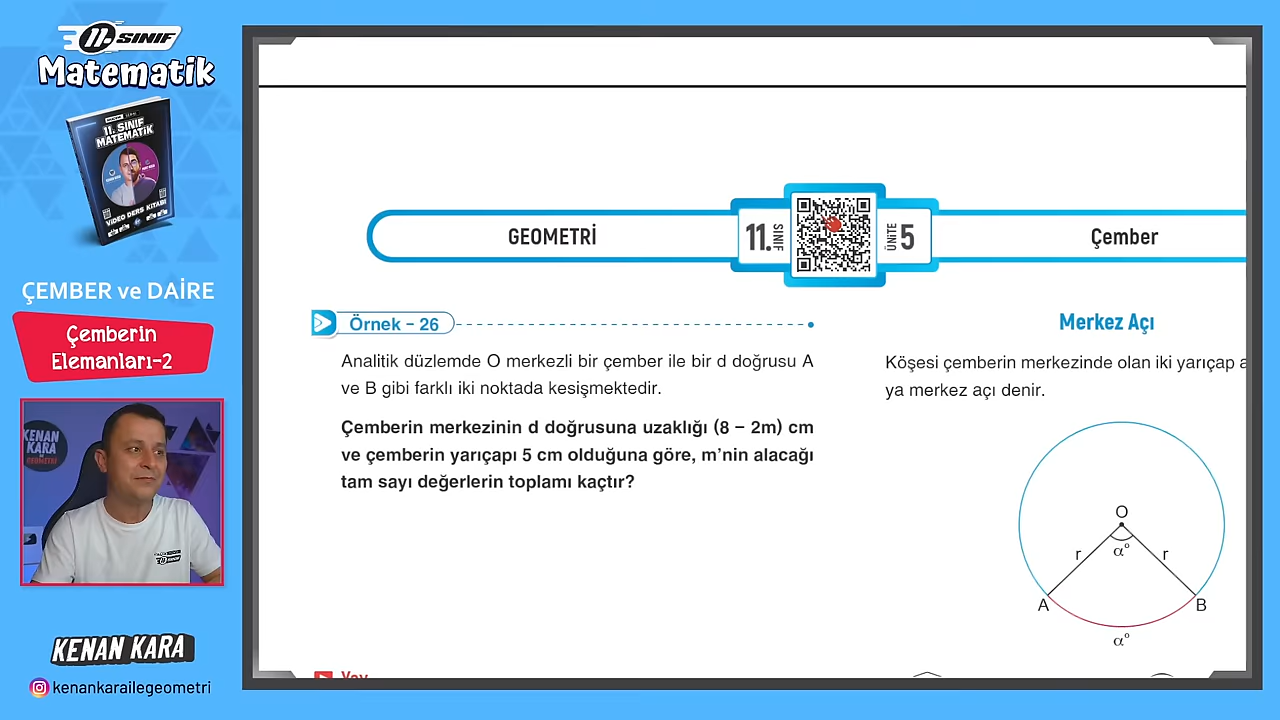 11. SINIF
Matematik
11. SINIF
MATEMATİK
VİDEO DERS KİTABI
ÇEMBER ve DAİRE
Çemberin
Elemanları-2
KENAN
KARA
GEOMETRİ
KENAN KARA
kenankarailegeometri
GEOMETRİ
11. SINIF
ÜNİTE 5
Çember
Örnek – 26
Analitik düzlemde O merkezli bir çember ile bir d doğrusu A
ve B gibi farklı iki noktada kesişmektedir.
Çemberin merkezinin d doğrusuna uzaklığı (8 – 2m) cm
ve çemberin yarıçapı 5 cm olduğuna göre, m’nin alacağı
tam sayı değerlerin toplamı kaçtır?
Merkez Açı
Köşesi çemberin merkezinde olan iki yarıçap a
ya merkez açı denir.
O
α°
r
r
A
B
α°
Yay